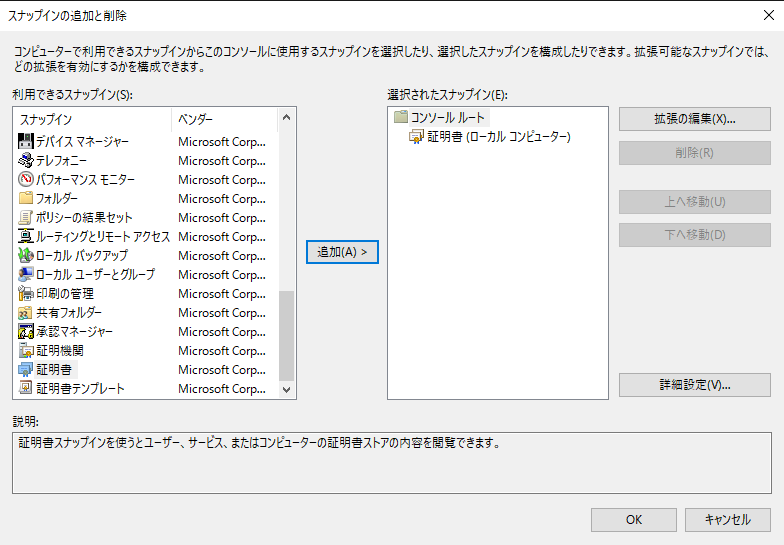 スナップインの追加と削除
コンピューターで利用できるスナップインからこのコンソールに使用するスナップインを選択したり、選択したスナップインを構成したりできます。拡張可能なスナップインでは、
どの拡張を有効にするかを構成できます。
利用できるスナップイン(S):
スナップイン ベンダー
デバイス マネージャー Microsoft Corp...
テレフォニー Microsoft Corp...
パフォーマンス モニター Microsoft Corp...
フォルダー Microsoft Corp...
ポリシーの結果セット Microsoft Corp...
ルーティングとリモート アクセス Microsoft Corp...
ローカル バックアップ Microsoft Corp...
ローカル ユーザーとグループ Microsoft Corp...
印刷の管理 Microsoft Corp...
共有フォルダー Microsoft Corp...
承認マネージャー Microsoft Corp...
証明機関 Microsoft Corp...
証明書 Microsoft Corp...
証明書テンプレート Microsoft Corp...
追加(A) >
選択されたスナップイン(E):
コンソール ルート
証明書 (ローカル コンピューター)
拡張の編集(X)...
削除(R)
上へ移動(U)
下へ移動(D)
詳細設定(V)...
説明:
証明書スナップインを使うとユーザー、サービス、またはコンピューターの証明書ストアの内容を閲覧できます。
OK
キャンセル